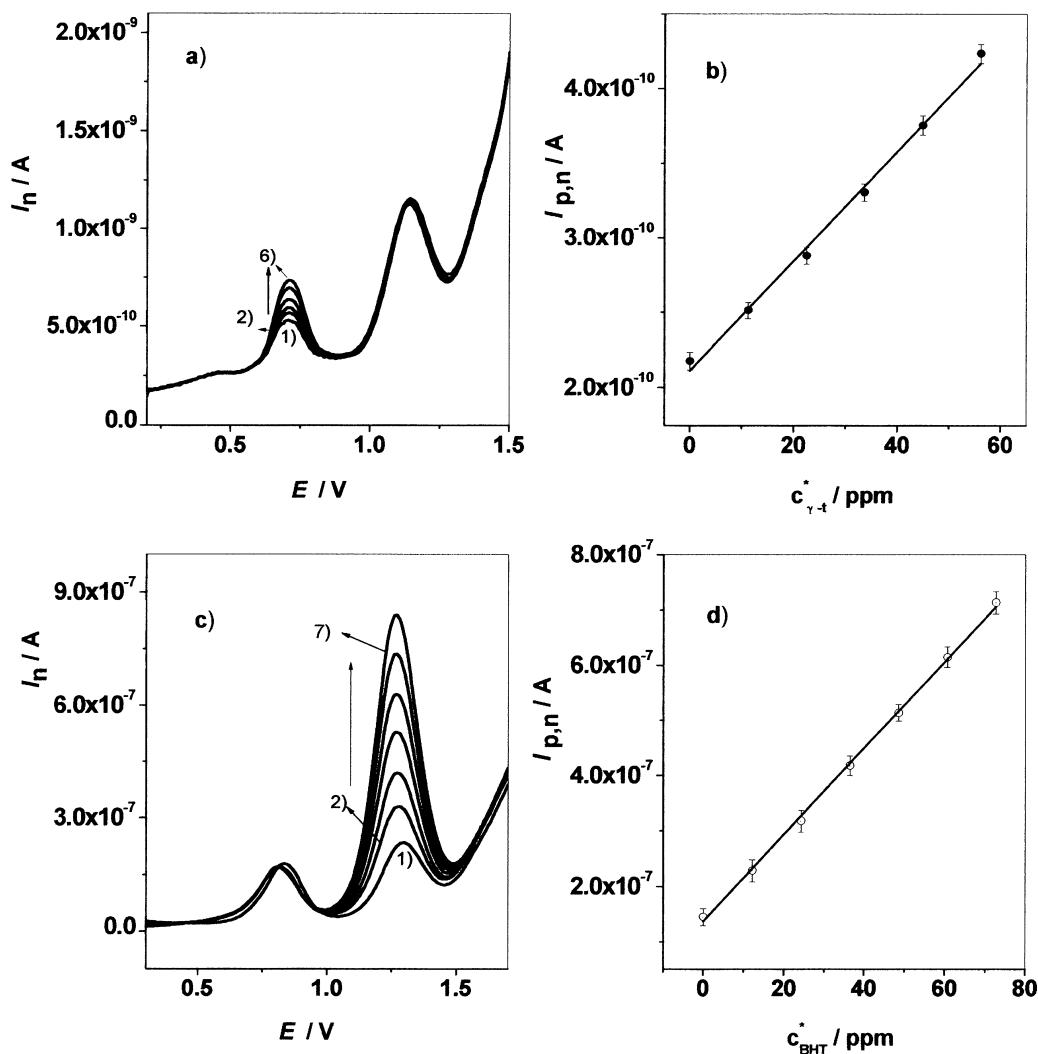 a)
2.0x10-9
1.5x10-9
1.0x10-9
5.0x10-10
0.0
In / A
6)
2)
1)
0.5
1.0
1.5
E / V
b)
4.0x10-10
3.0x10-10
2.0x10-10
Ip,n / A
0
20
40
60
c*γ-t / ppm
c)
9.0x10-7
6.0x10-7
3.0x10-7
0.0
In / A
7)
2)
1)
0.5
1.0
1.5
E / V
d)
8.0x10-7
6.0x10-7
4.0x10-7
2.0x10-7
Ip,n / A
0
20
40
60
80
c*BHT / ppm